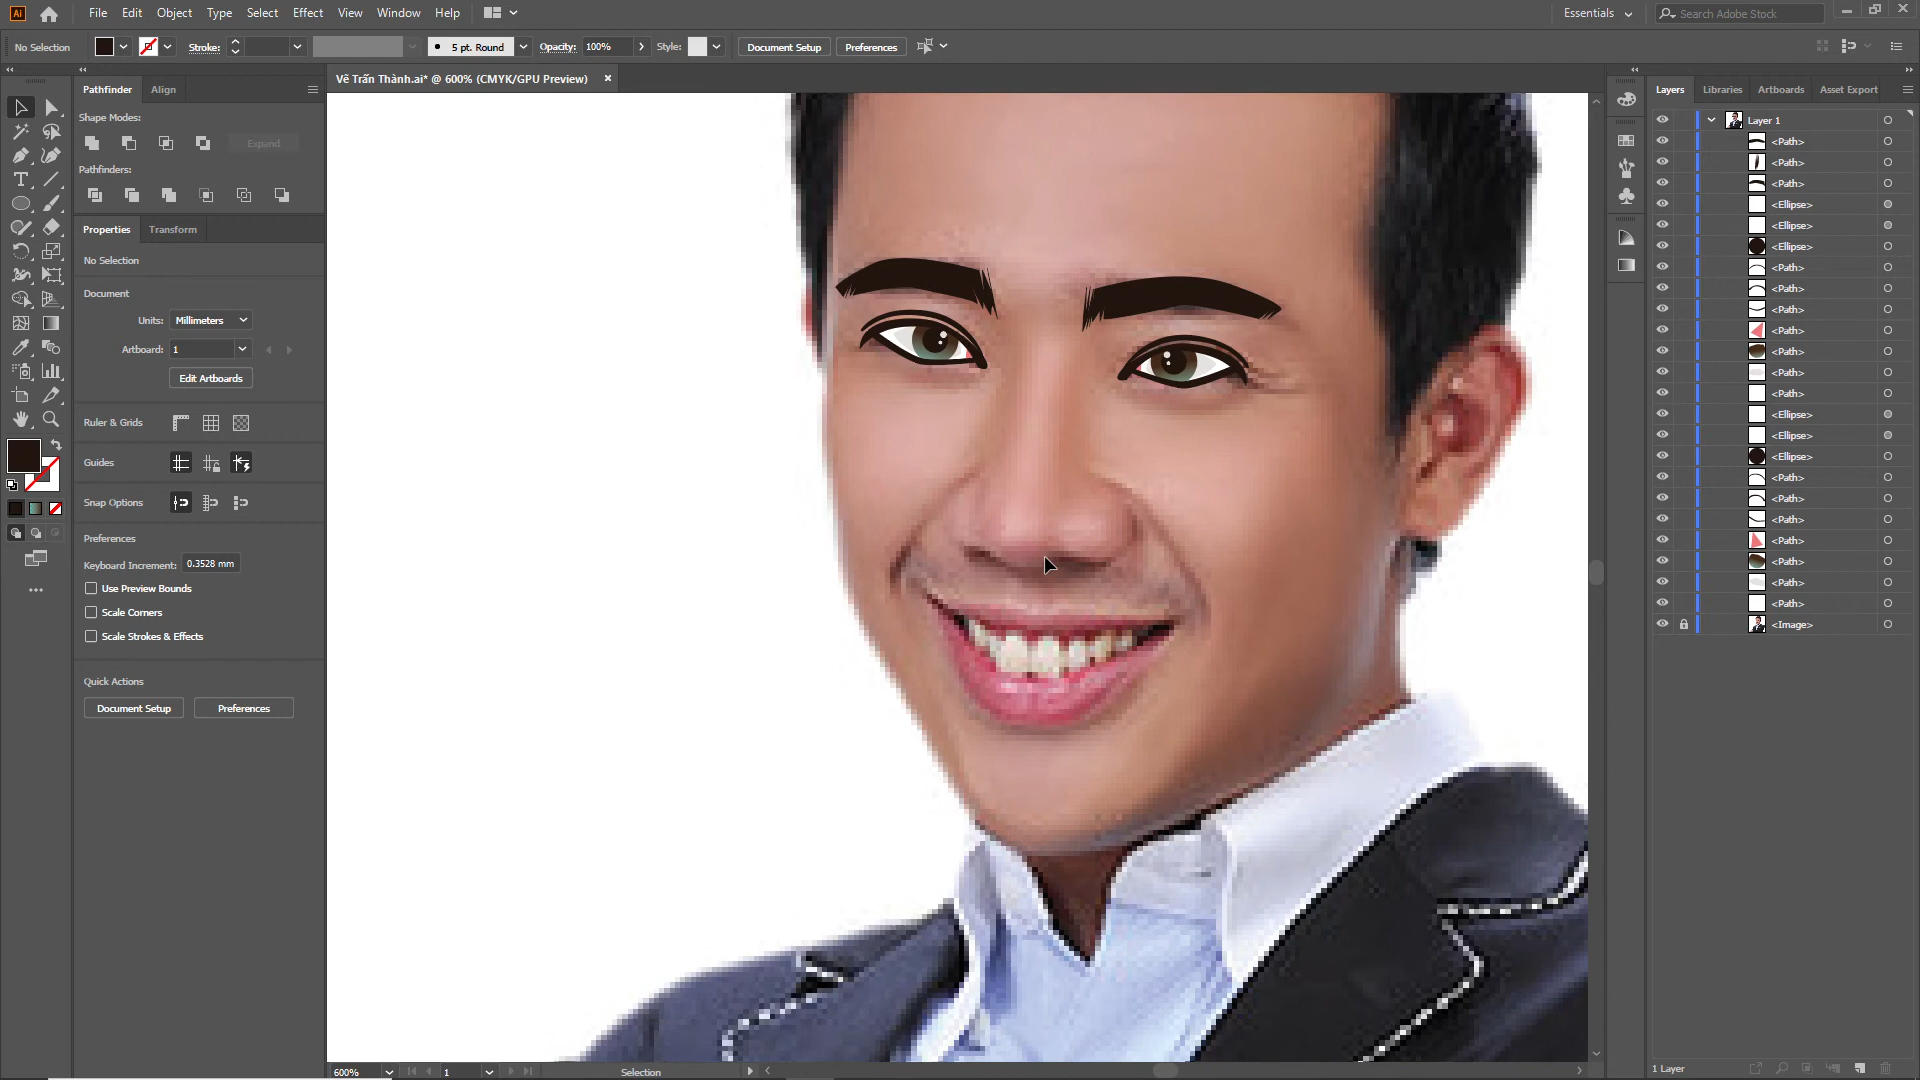 Ai File Edit Object Type Select Effect View Window Help Essentials Search Adobe Stock
No Selection Stroke: 5 pt. Round Opacity: 100% Style: Document Setup Preferences
Vẽ Trấn Thành.ai* @ 600% (CMYK/GPU Preview)
Pathfinder Align
Shape Modes:
Expand
Pathfinders:
Properties Transform
No Selection
Document
Units: Millimeters
Artboard: 1
Edit Artboards
Ruler & Grids
Guides
Snap Options
Preferences
Keyboard Increment: 0.3528 mm
Use Preview Bounds
Scale Corners
Scale Strokes & Effects
Quick Actions
Document Setup Preferences
Layers Libraries Artboards Asset Export
Layer 1
<Path>
<Path>
<Path>
<Ellipse>
<Ellipse>
<Ellipse>
<Path>
<Path>
<Path>
<Path>
<Path>
<Path>
<Path>
<Ellipse>
<Ellipse>
<Ellipse>
<Path>
<Path>
<Path>
<Path>
<Path>
<Path>
<Path>
<Image>
600% 1 Selection
1 Layer